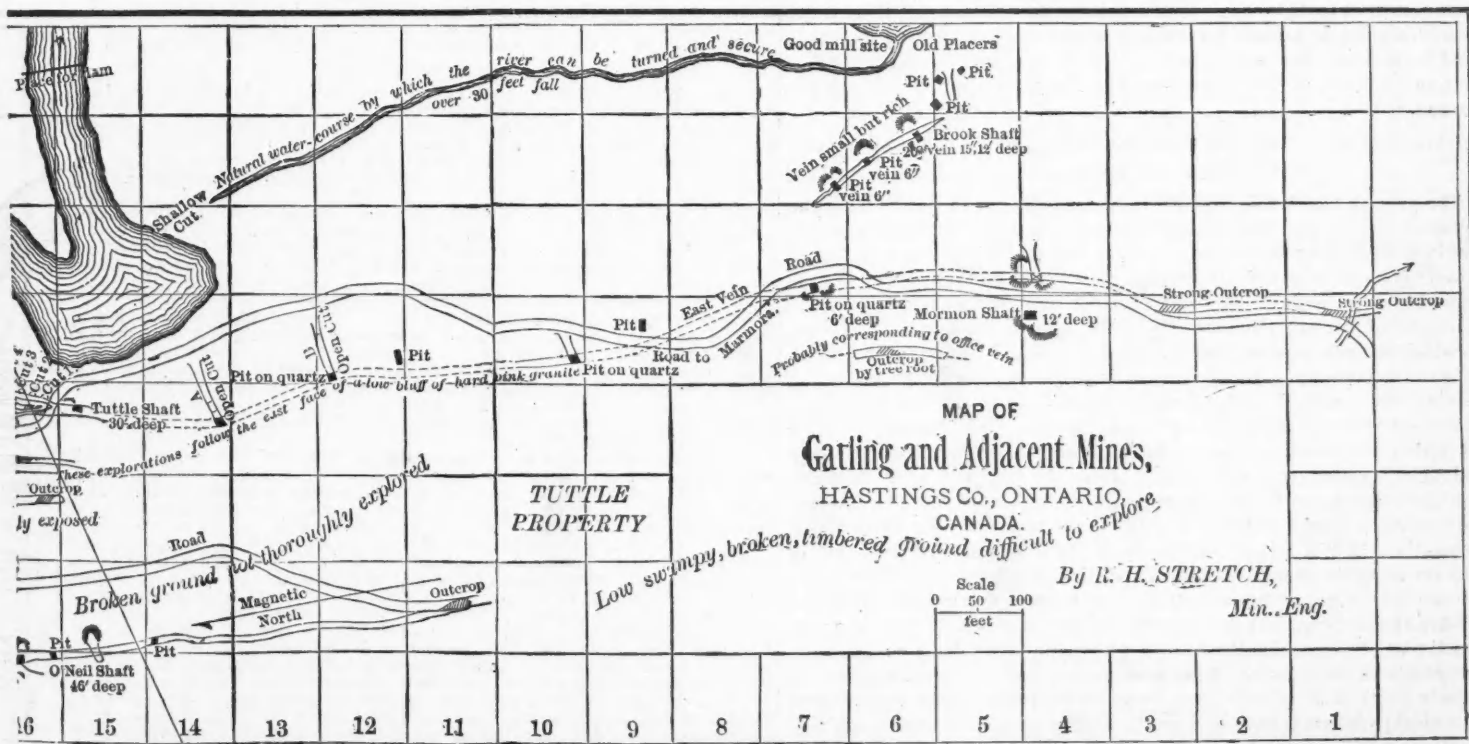 Place for Dam
Natural water-course by which the river can be turned and secure
over 30 feet fall
Good mill site
Old Placers
Pit
Pit
Pit
Vein small but rich
Brook Shaft
vein 15", 12' deep
Pit
vein 6"
Pit
vein 6"
Shallow
Cut
Road
East Vein
Pit on quartz
6' deep
Mormon Shaft
12' deep
Strong Outcrop
Strong Outcrop
Pit
Road to Marmora
Probably corresponding to office vein
Outcrop
by tree root
Cut 4
Cut 3
Cut 2
Cut 1
Tuttle Shaft
30' deep
Open Cut
Pit on quartz
Open Cut
Pit
Pit on quartz
These explorations follow the east face of a low bluff of hard pink granite
Outcrop
ly exposed
Road
Broken ground not thoroughly explored
Magnetic
North
Outcrop
Pit
Pit
O'Neil Shaft
46' deep
TUTTLE
PROPERTY
MAP OF
Gatling and Adjacent Mines,
HASTINGS Co., ONTARIO,
CANADA.
Low swampy, broken, timbered ground difficult to explore
By R. H. STRETCH,
Min. Eng.
Scale
0 50 100
feet
16 15 14 13 12 11 10 9 8 7 6 5 4 3 2 1